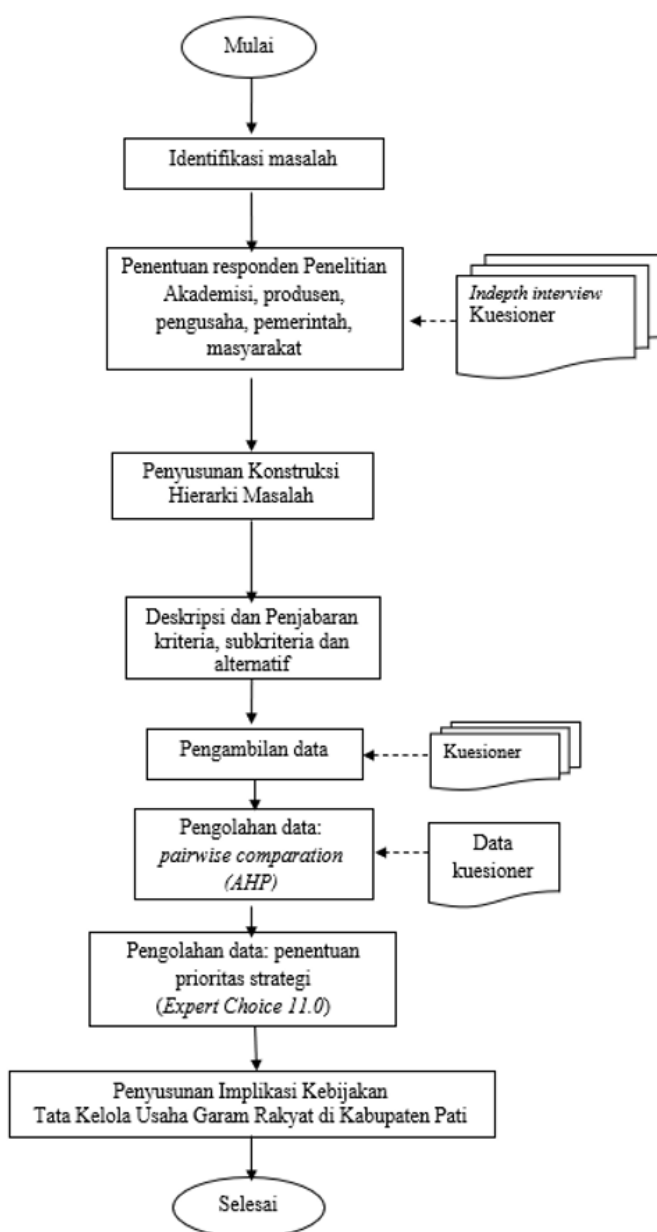 Mulai
Identifikasi masalah
Penentuan responden Penelitian
Akademisi, produsen,
pengusaha, pemerintah,
masyarakat
Indepth interview
Kuesioner
Penyusunan Konstruksi
Hierarki Masalah
Deskripsi dan Penjabaran
kriteria, subkriteria dan
alternatif
Pengambilan data
Kuesioner
Pengolahan data:
pairwise comparation
(AHP)
Data
kuesioner
Pengolahan data: penentuan
prioritas strategi
(Expert Choice 11.0)
Penyusunan Implikasi Kebijakan
Tata Kelola Usaha Garam Rakyat di Kabupaten Pati
Selesai